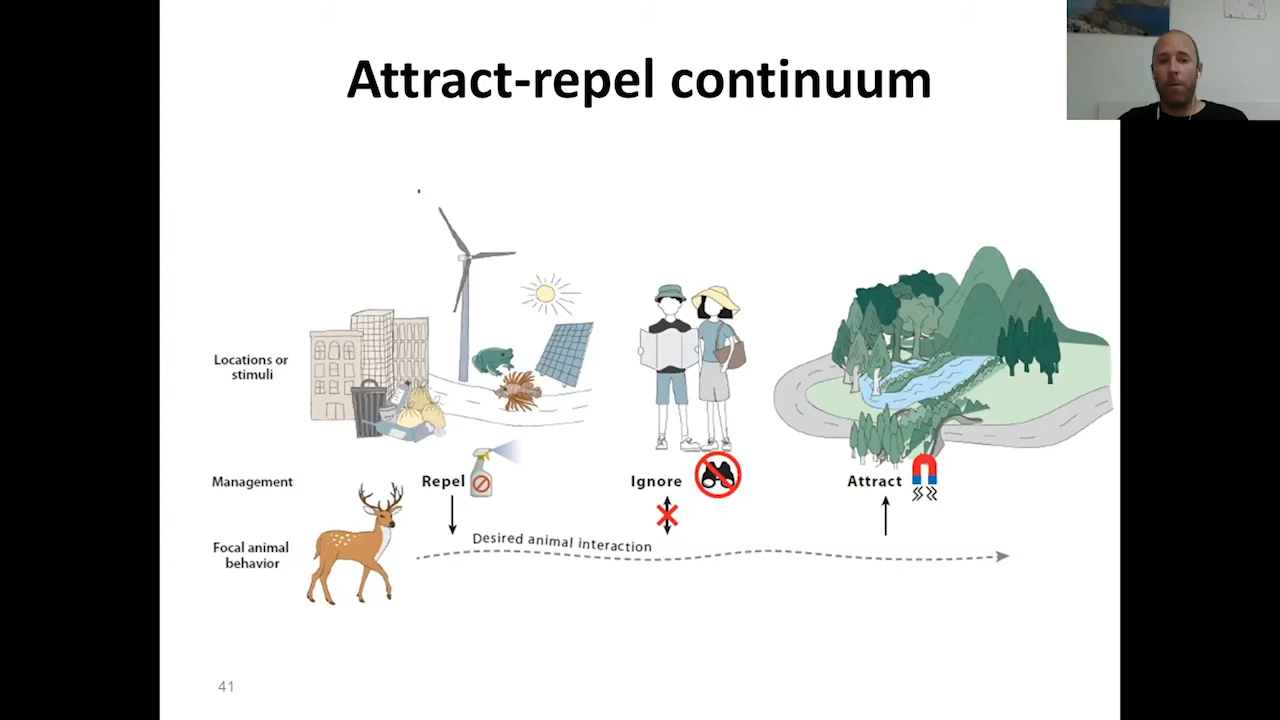 Attract-repel continuum
Locations or
stimuli
Management
Repel
Ignore
Attract
Focal animal
behavior
Desired animal interaction
41